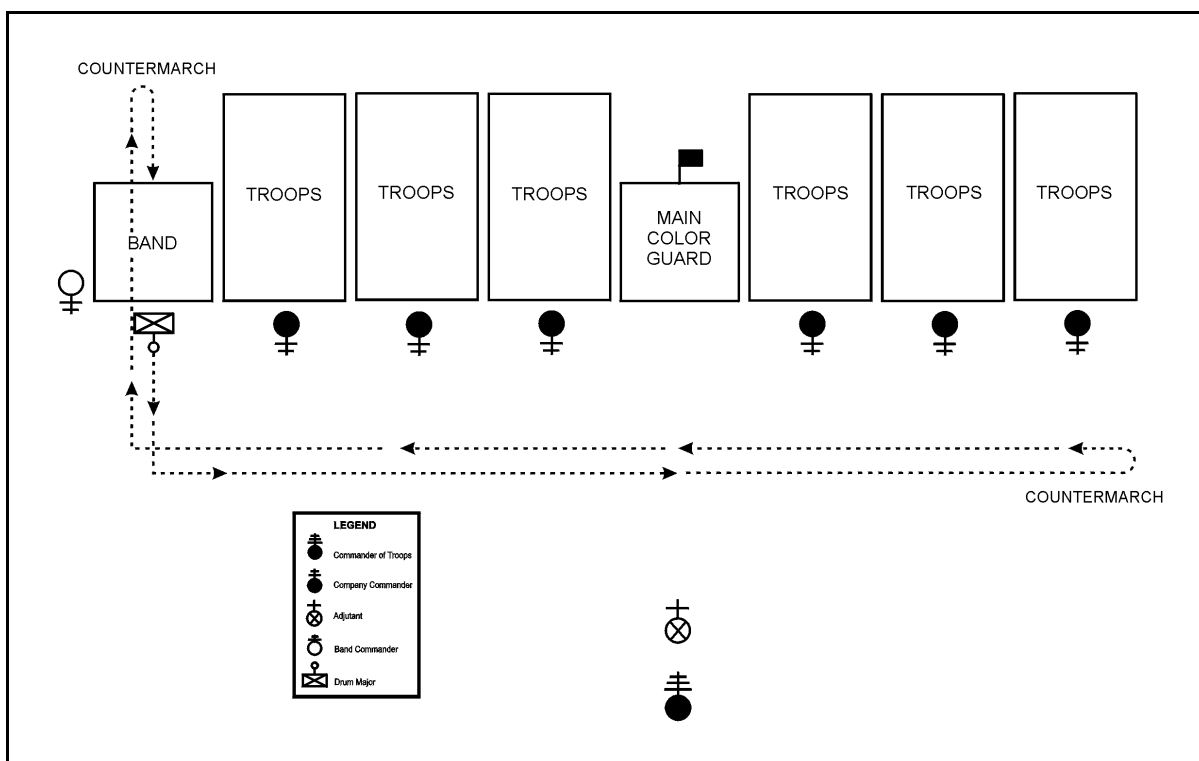 COUNTERMARCH
TROOPS
TROOPS
TROOPS
TROOPS
TROOPS
TROOPS
BAND
MAIN
COLOR
GUARD
COUNTERMARCH
LEGEND
Commander of Troops
Company Commander
Adjutant
Band Commander
Drum Major